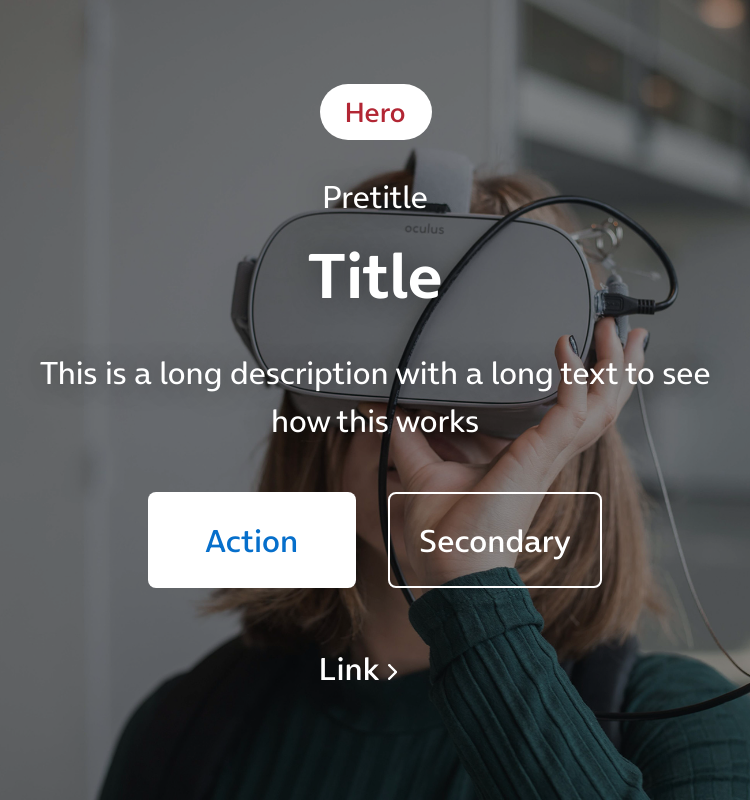 Hero
Pretitle
oculus
Title
This is a long description with a long text to see
how this works
Action
Secondary
Link